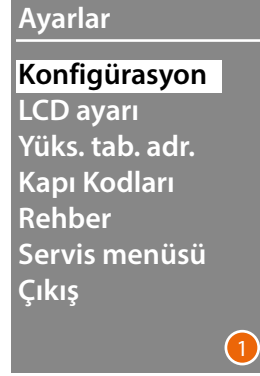 Ayarlar
Konfigürasyon
LCD ayarı
Yüks. tab. adr.
Kapı Kodları
Rehber
Servis menüsü
Çıkış
1